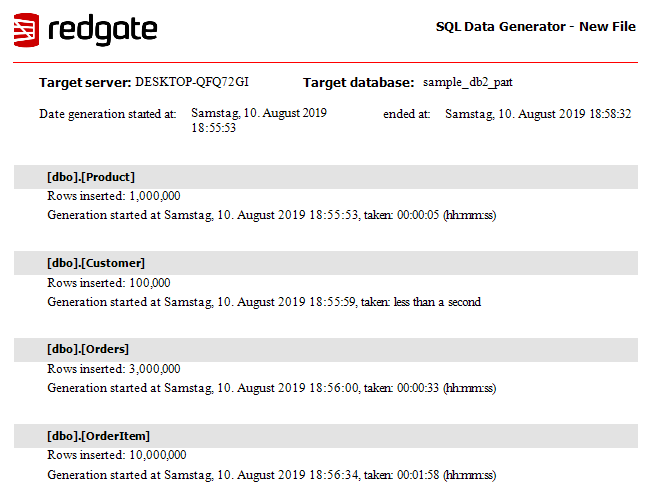 redgate
SQL Data Generator - New File
Target server: DESKTOP-QFQ72GI Target database: sample_db2_part
Date generation started at: Samstag, 10. August 2019 ended at: Samstag, 10. August 2019 18:58:32
18:55:53
[dbo].[Product]
Rows inserted: 1,000,000
Generation started at Samstag, 10. August 2019 18:55:53, taken: 00:00:05 (hh:mm:ss)
[dbo].[Customer]
Rows inserted: 100,000
Generation started at Samstag, 10. August 2019 18:55:59, taken: less than a second
[dbo].[Orders]
Rows inserted: 3,000,000
Generation started at Samstag, 10. August 2019 18:56:00, taken: 00:00:33 (hh:mm:ss)
[dbo].[OrderItem]
Rows inserted: 10,000,000
Generation started at Samstag, 10. August 2019 18:56:34, taken: 00:01:58 (hh:mm:ss)